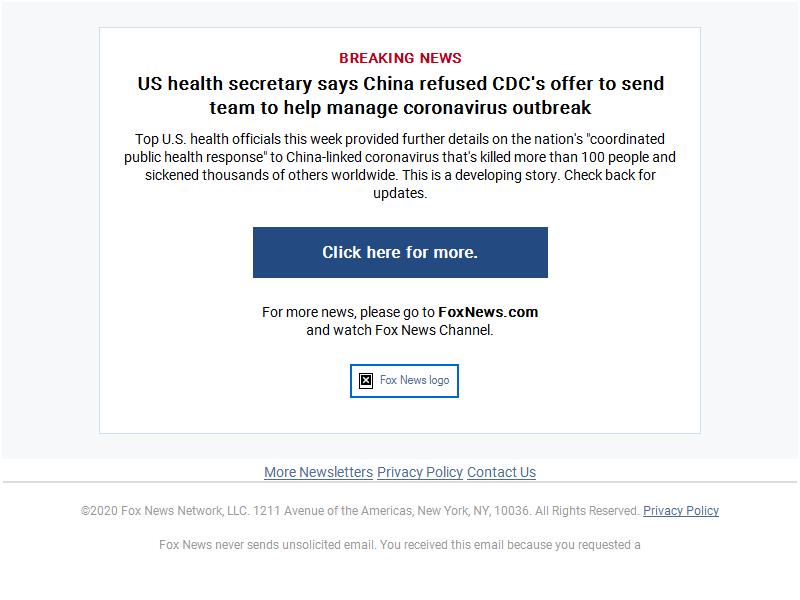 BREAKING NEWS
US health secretary says China refused CDC's offer to send
team to help manage coronavirus outbreak
Top U.S. health officials this week provided further details on the nation's "coordinated
public health response" to China-linked coronavirus that's killed more than 100 people and
sickened thousands of others worldwide. This is a developing story. Check back for
updates.
Click here for more.
For more news, please go to FoxNews.com
and watch Fox News Channel.
Fox News logo
More Newsletters Privacy Policy Contact Us
©2020 Fox News Network, LLC. 1211 Avenue of the Americas, New York, NY, 10036. All Rights Reserved. Privacy Policy
Fox News never sends unsolicited email. You received this email because you requested a